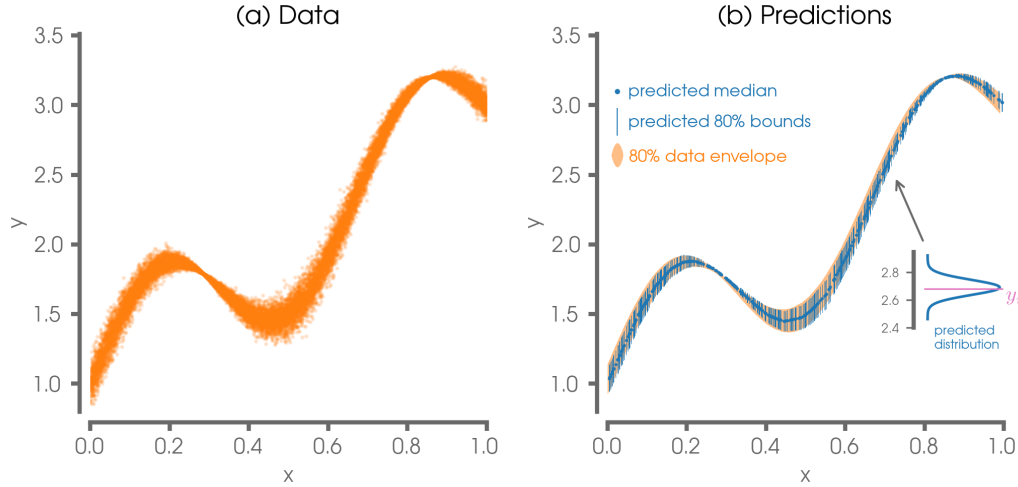 (a) Data
3.5
3.0
2.5
2.0
1.5
1.0
y
0.0 0.2 0.4 0.6 0.8 1.0
x
(b) Predictions
3.5
3.0
2.5
2.0
1.5
1.0
y
predicted median
predicted 80% bounds
80% data envelope
2.8
2.6
2.4
y
predicted
distribution
0.0 0.2 0.4 0.6 0.8 1.0
x